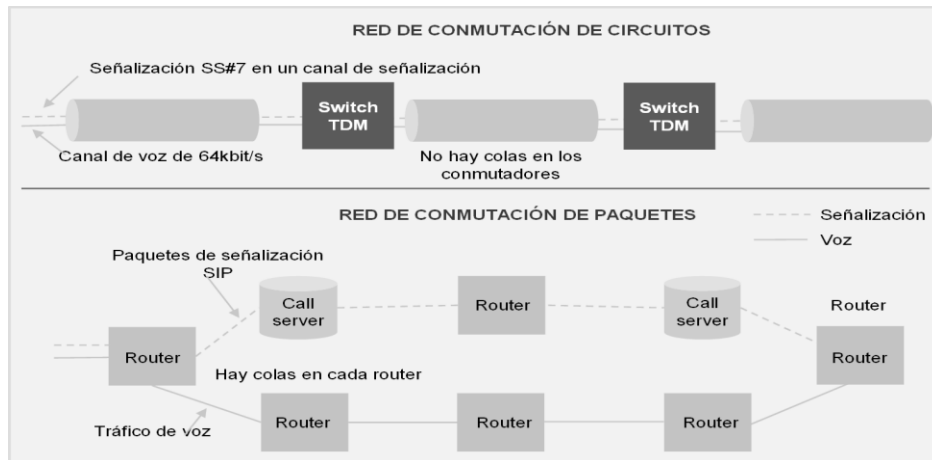 RED DE CONMUTACIÓN DE CIRCUITOS
Señalización SS#7 en un canal de señalización
Switch
TDM
Switch
TDM
Canal de voz de 64kbit/s
No hay colas en los
conmutadores
RED DE CONMUTACIÓN DE PAQUETES
Señalización
Voz
Paquetes de señalización
SIP
Call
server
Router
Call
server
Router
Router
Router
Hay colas en cada router
Tráfico de voz
Router
Router
Router